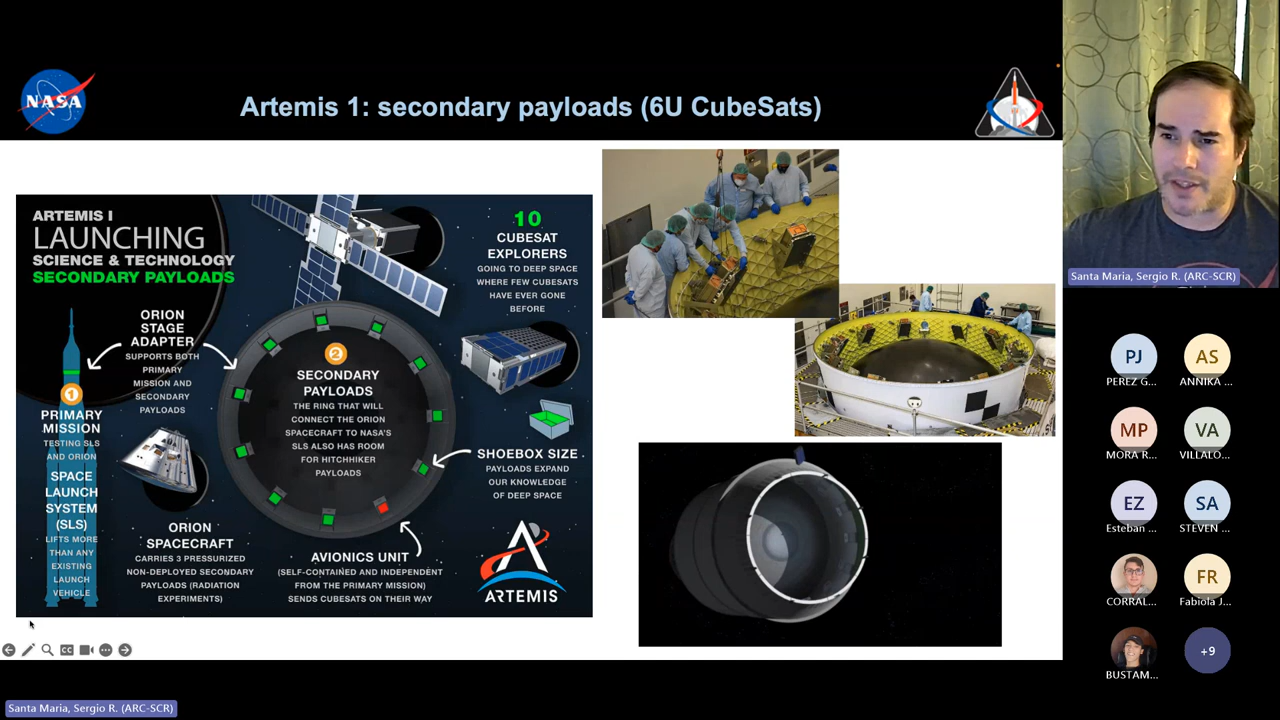 NASA
Artemis 1: secondary payloads (6U CubeSats)
ARTEMIS I
LAUNCHING
SCIENCE & TECHNOLOGY
SECONDARY PAYLOADS
ORION
STAGE
ADAPTER
SUPPORTS BOTH
PRIMARY
MISSION AND
SECONDARY
PAYLOADS
1
PRIMARY
MISSION
TESTING SLS
AND ORION
SPACE
LAUNCH
SYSTEM
(SLS)
LIFTS MORE
THAN ANY
EXISTING
LAUNCH
VEHICLE
ORION
SPACECRAFT
CARRIES 3 PRESSURIZED
NON-DEPLOYED SECONDARY
PAYLOADS (RADIATION
EXPERIMENTS)
2
SECONDARY
PAYLOADS
THE RING THAT WILL
CONNECT THE ORION
SPACECRAFT TO NASA'S
SLS ALSO HAS ROOM
FOR HITCHHIKER
PAYLOADS
AVIONICS UNIT
(SELF-CONTAINED AND INDEPENDENT
FROM THE PRIMARY MISSION)
SENDS CUBESATS ON THEIR WAY
10
CUBESAT
EXPLORERS
GOING TO DEEP SPACE
WHERE FEW CUBESATS
HAVE EVER GONE
BEFORE
SHOEBOX SIZE
PAYLOADS EXPAND
OUR KNOWLEDGE
OF DEEP SPACE
ARTEMIS
CC
Santa Maria, Sergio R. (ARC-SCR)
PJ
PEREZ G...
AS
ANNIKA ...
MP
MORA R...
VA
VILLALO...
EZ
Esteban ...
SA
STEVEN ...
CORRAL...
FR
Fabiola J...
BUSTAM...
+9
Santa Maria, Sergio R. (ARC-SCR)